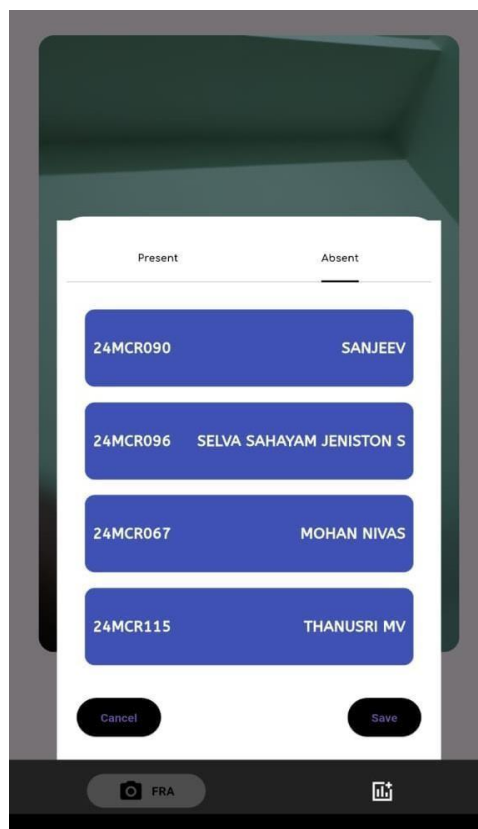 Present Absent
24MCR090 SANJEEV
24MCR096 SELVA SAHAYAM JENISTON S
24MCR067 MOHAN NIVAS
24MCR115 THANUSRI MV
Cancel Save
FRA